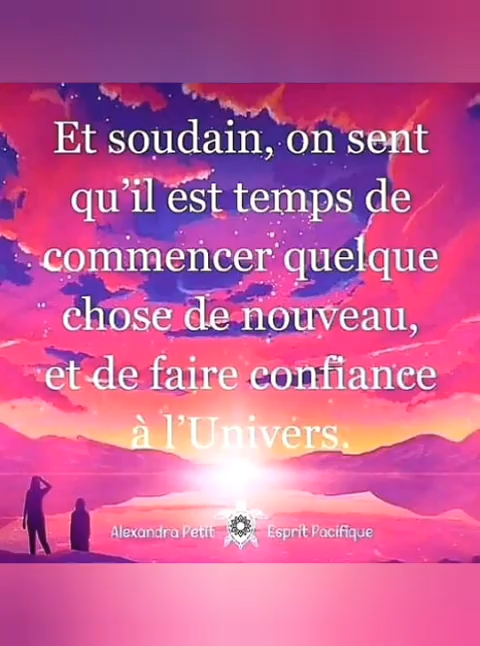 Et soudain, on sent
qu’il est temps de
commencer quelque
chose de nouveau,
et de faire confiance
à l’Univers.
Alexandra Petit Esprit Pacifique